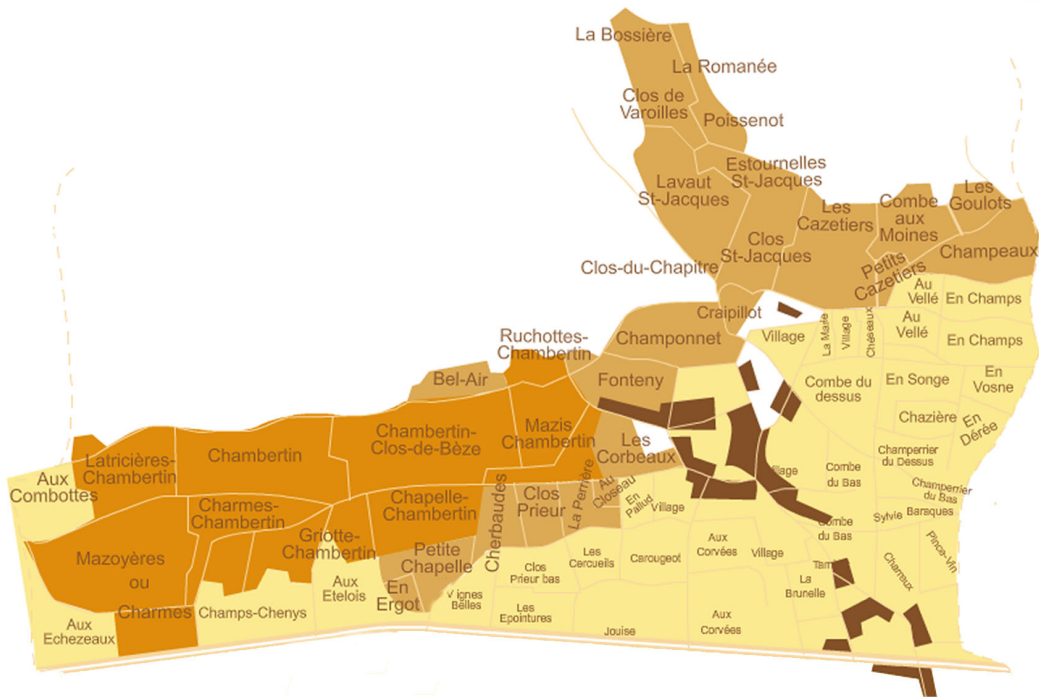 La Bossière
La Romanée
Clos de
Varoilles
Poissenot
Estournelles
St-Jacques
Lavaut
St-Jacques
Les
Cazetiers
Combe
aux
Moines
Les
Goulots
Clos
St-Jacques
Champeaux
Clos-du-Chapitre
Petits
Cazetiers
Au
Vellé
En Champs
Craipillot
Ruchottes-
Chambertin
Champonnet
Village
La Marie
Village
Chéseaux
Au
Vellé
En Champs
Bel-Air
Fonteny
Combe du
dessus
En Songe
En
Vosne
Chazière
En
Dérée
Chambertin-
Clos-de-Bèze
Mazis
Chambertin
Les
Corbeaux
Latricières-
Chambertin
Chambertin
Champerrier
du Dessus
Aux
Combottes
La Perrière
Au
Closeau
En
Pallud
Village
Combe
du Bas
Champerrier
du Bas
Baraques
Charmes-
Chambertin
Chapelle-
Chambertin
Cherbaudes
Clos
Prieur
Sylvie
Combe
du Bas
Pince-Vin
Griotte-
Chambertin
Mazoyères
ou
Charmes
Petite
Chapelle
Les
Cercueils
Carougeot
Aux
Corvées
Village
Clos
Prieur bas
Aux
Etelois
En
Ergot
Vignes
Belles
La
Brunelle
Champs-Chenys
Les
Epointures
Aux
Corvées
Aux
Echezeaux
Jouise